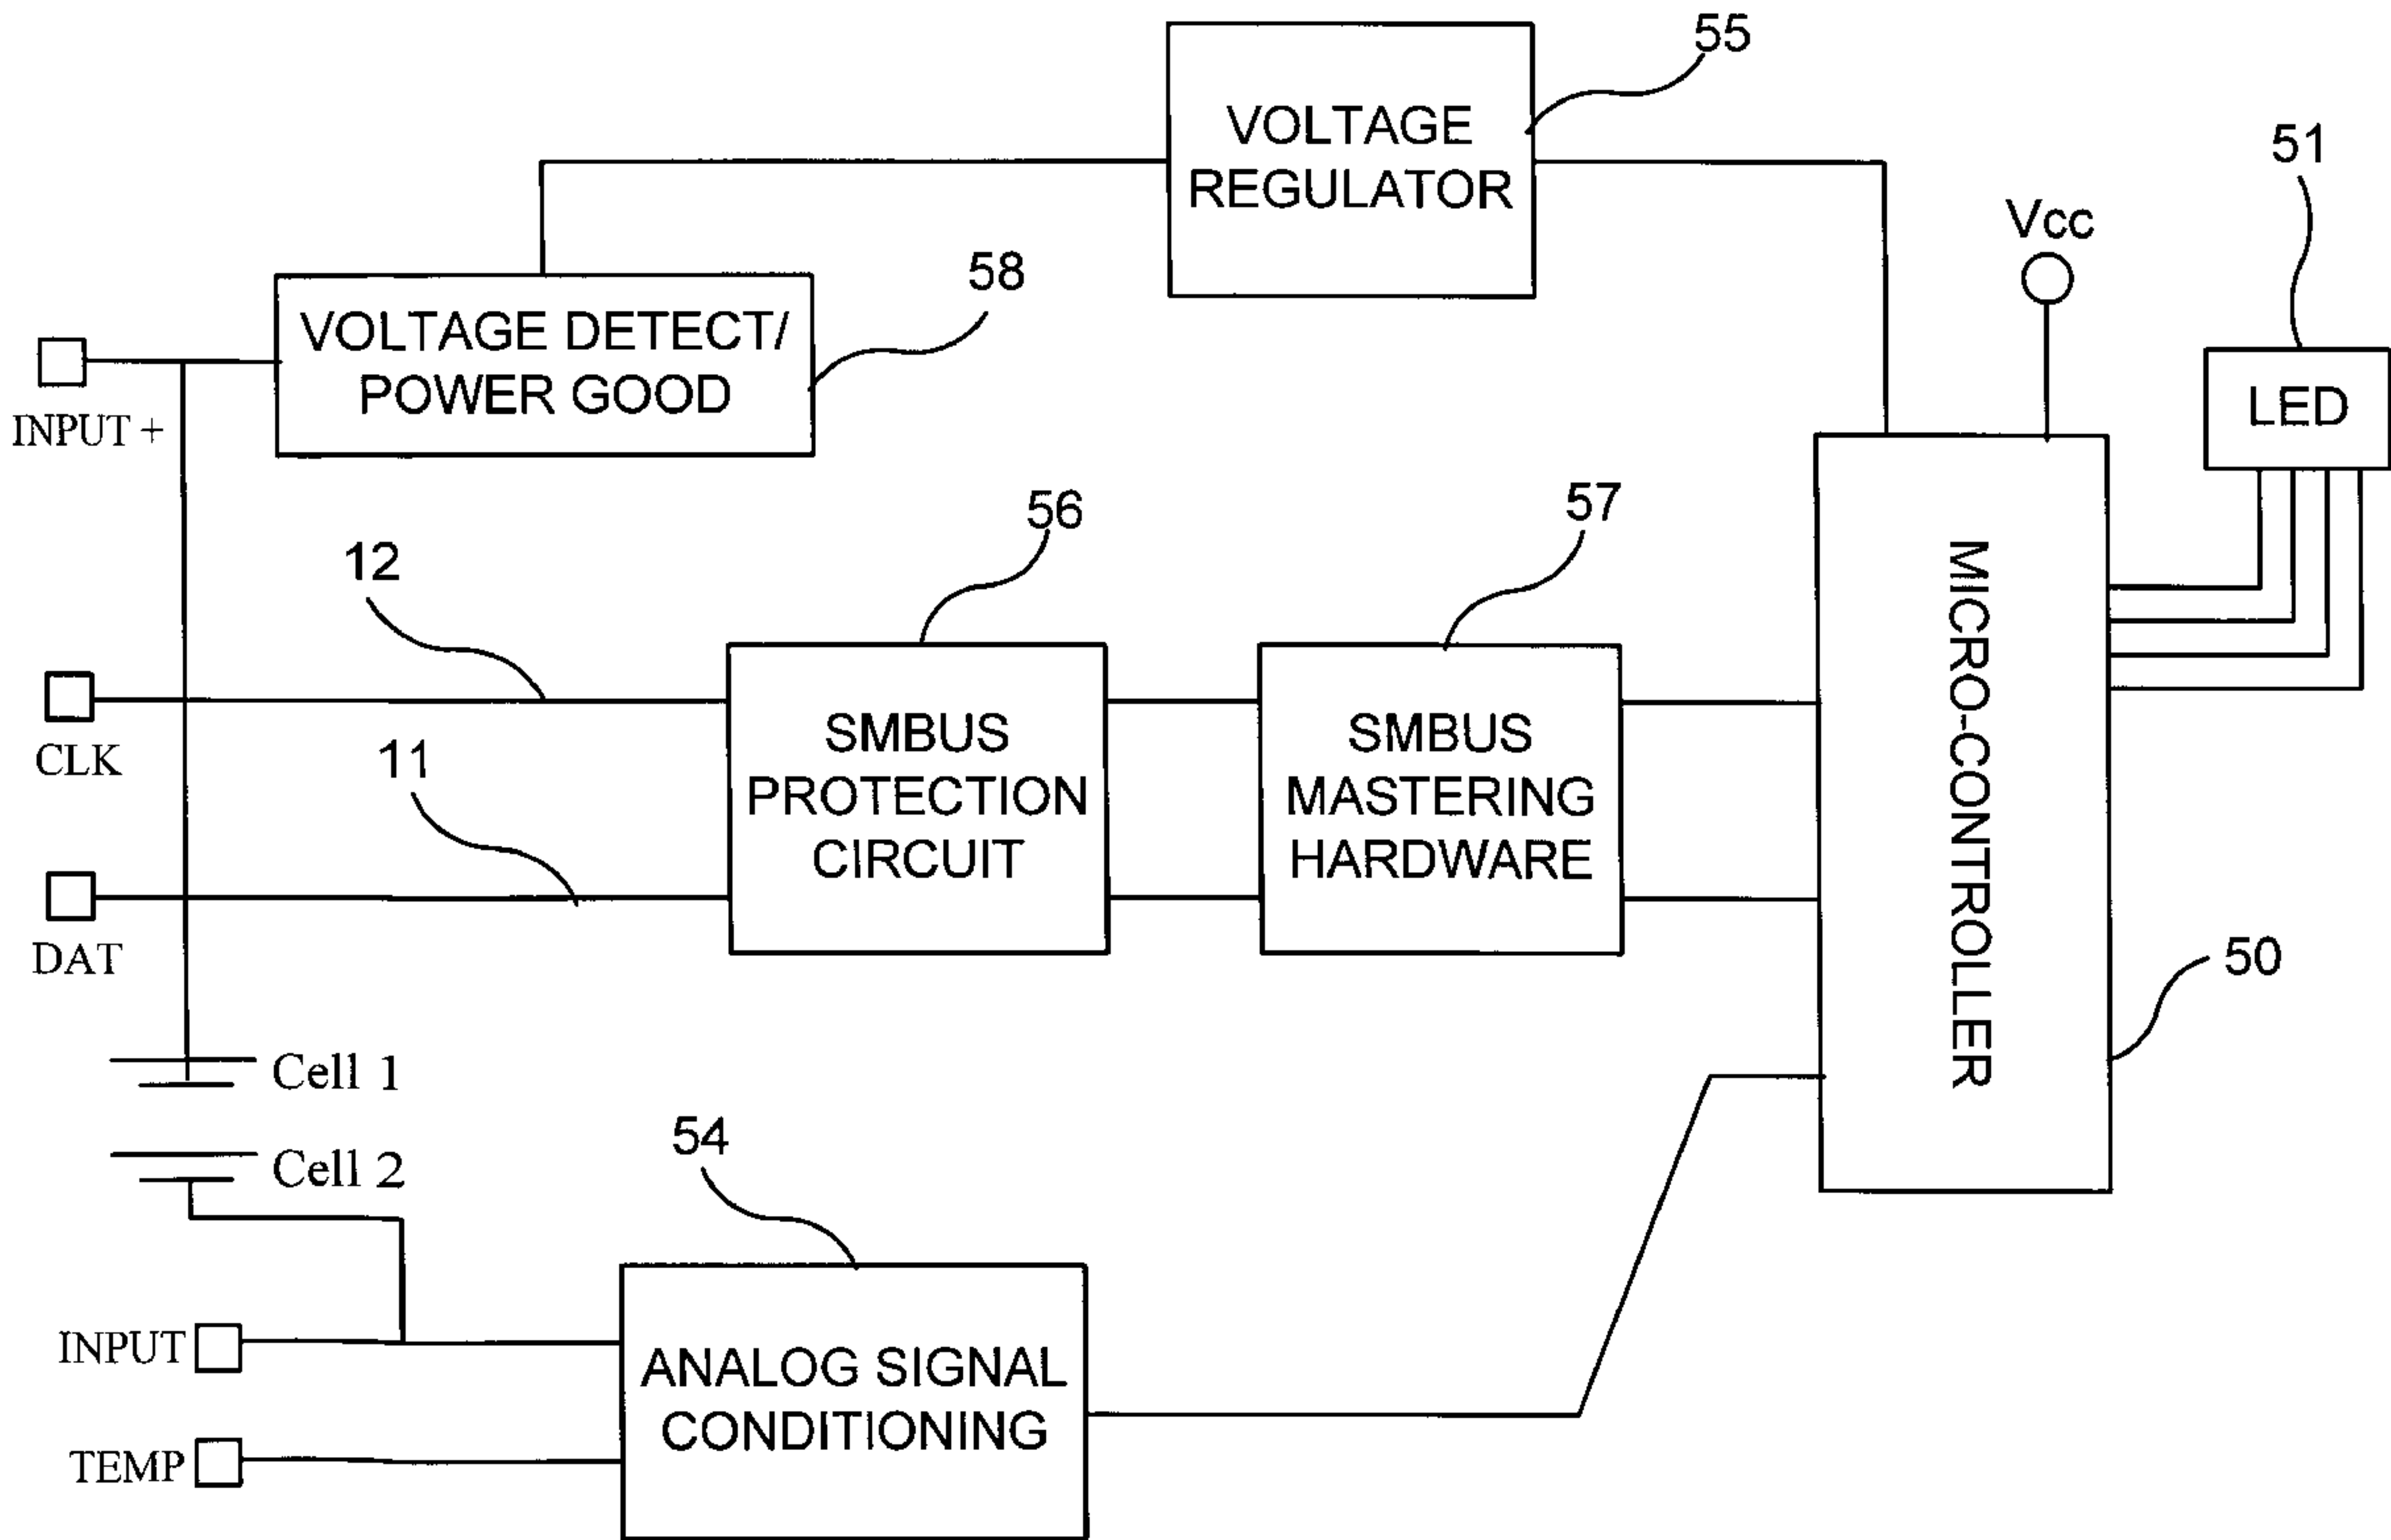 55
VOLTAGE
REGULATOR
51
Vcc
58
VOLTAGE DETECT/
POWER GOOD
LED
INPUT +
56
57
12
MICRO-CONTROLLER
CLK
11
SMBUS
PROTECTION
CIRCUIT
SMBUS
MASTERING
HARDWARE
DAT
50
Cell 1
Cell 2
54
INPUT
ANALOG SIGNAL
CONDITIONING
TEMP